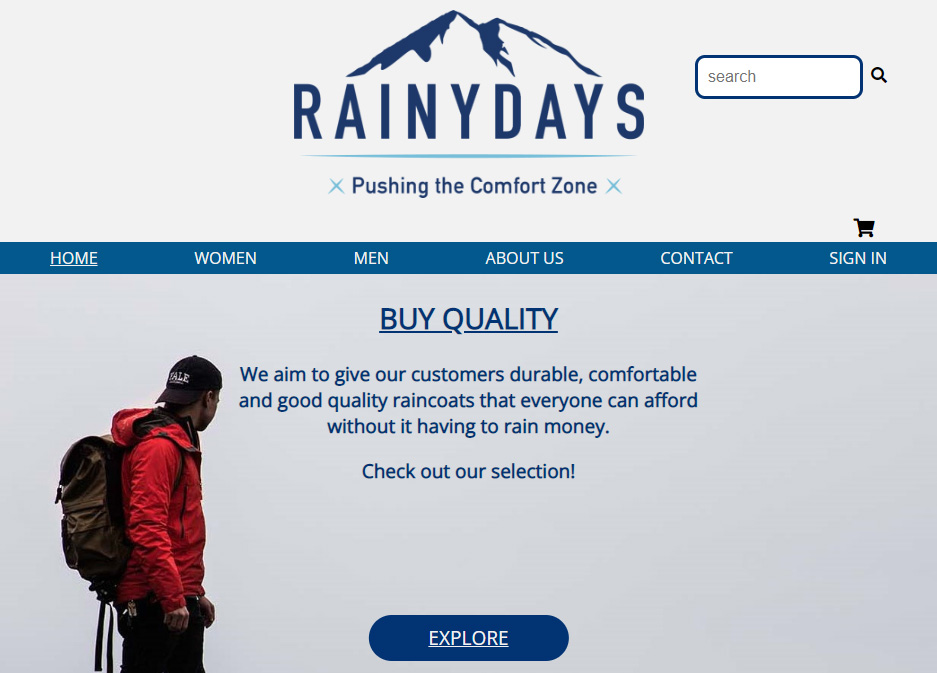 RAINYDAYS
Pushing the Comfort Zone
search
HOME WOMEN MEN ABOUT US CONTACT SIGN IN
BUY QUALITY
We aim to give our customers durable, comfortable
and good quality raincoats that everyone can afford
without it having to rain money.
Check out our selection!
YALE
EXPLORE